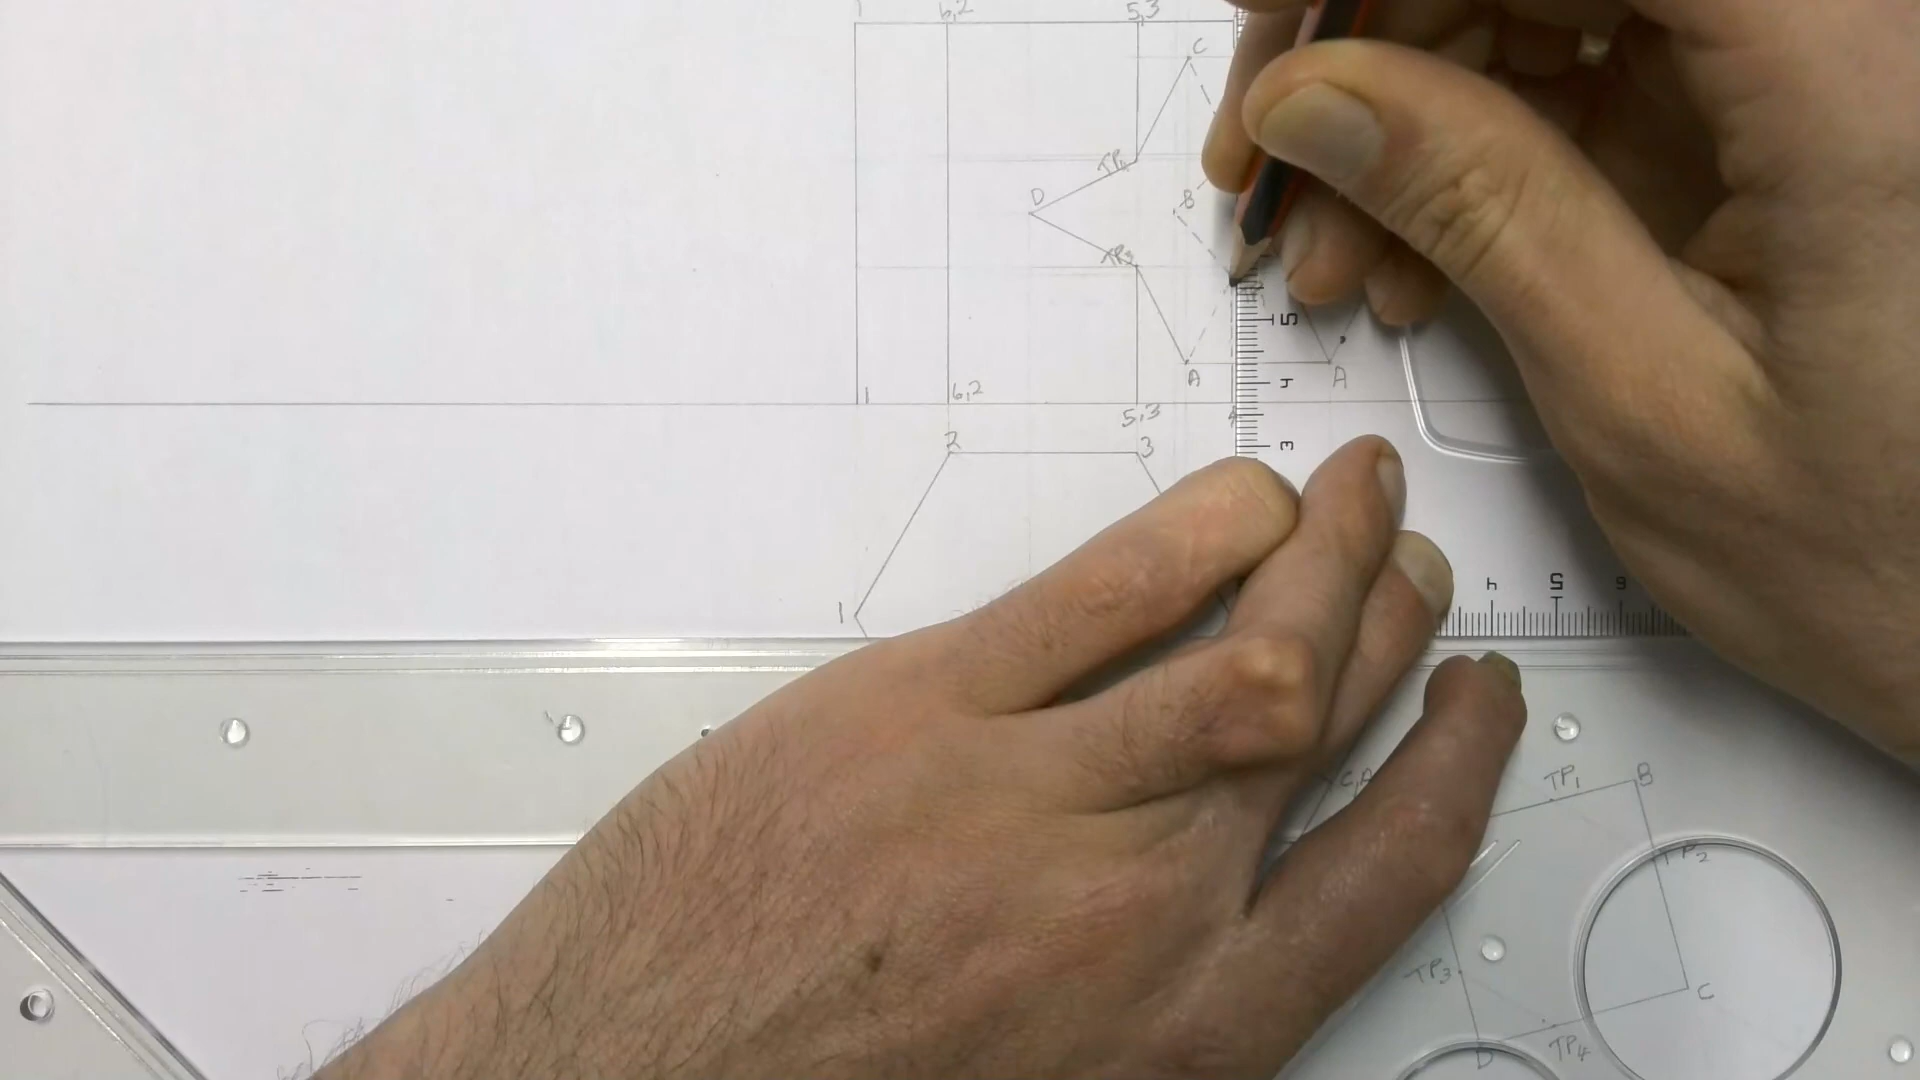 6,2 5,3
C
TP4
D B
TP3
5
A 4 A
1 6,2
5,3 4
2 3 3
4 5 6
1
C,A TP1 B
TP2
TP3 C
D TP4